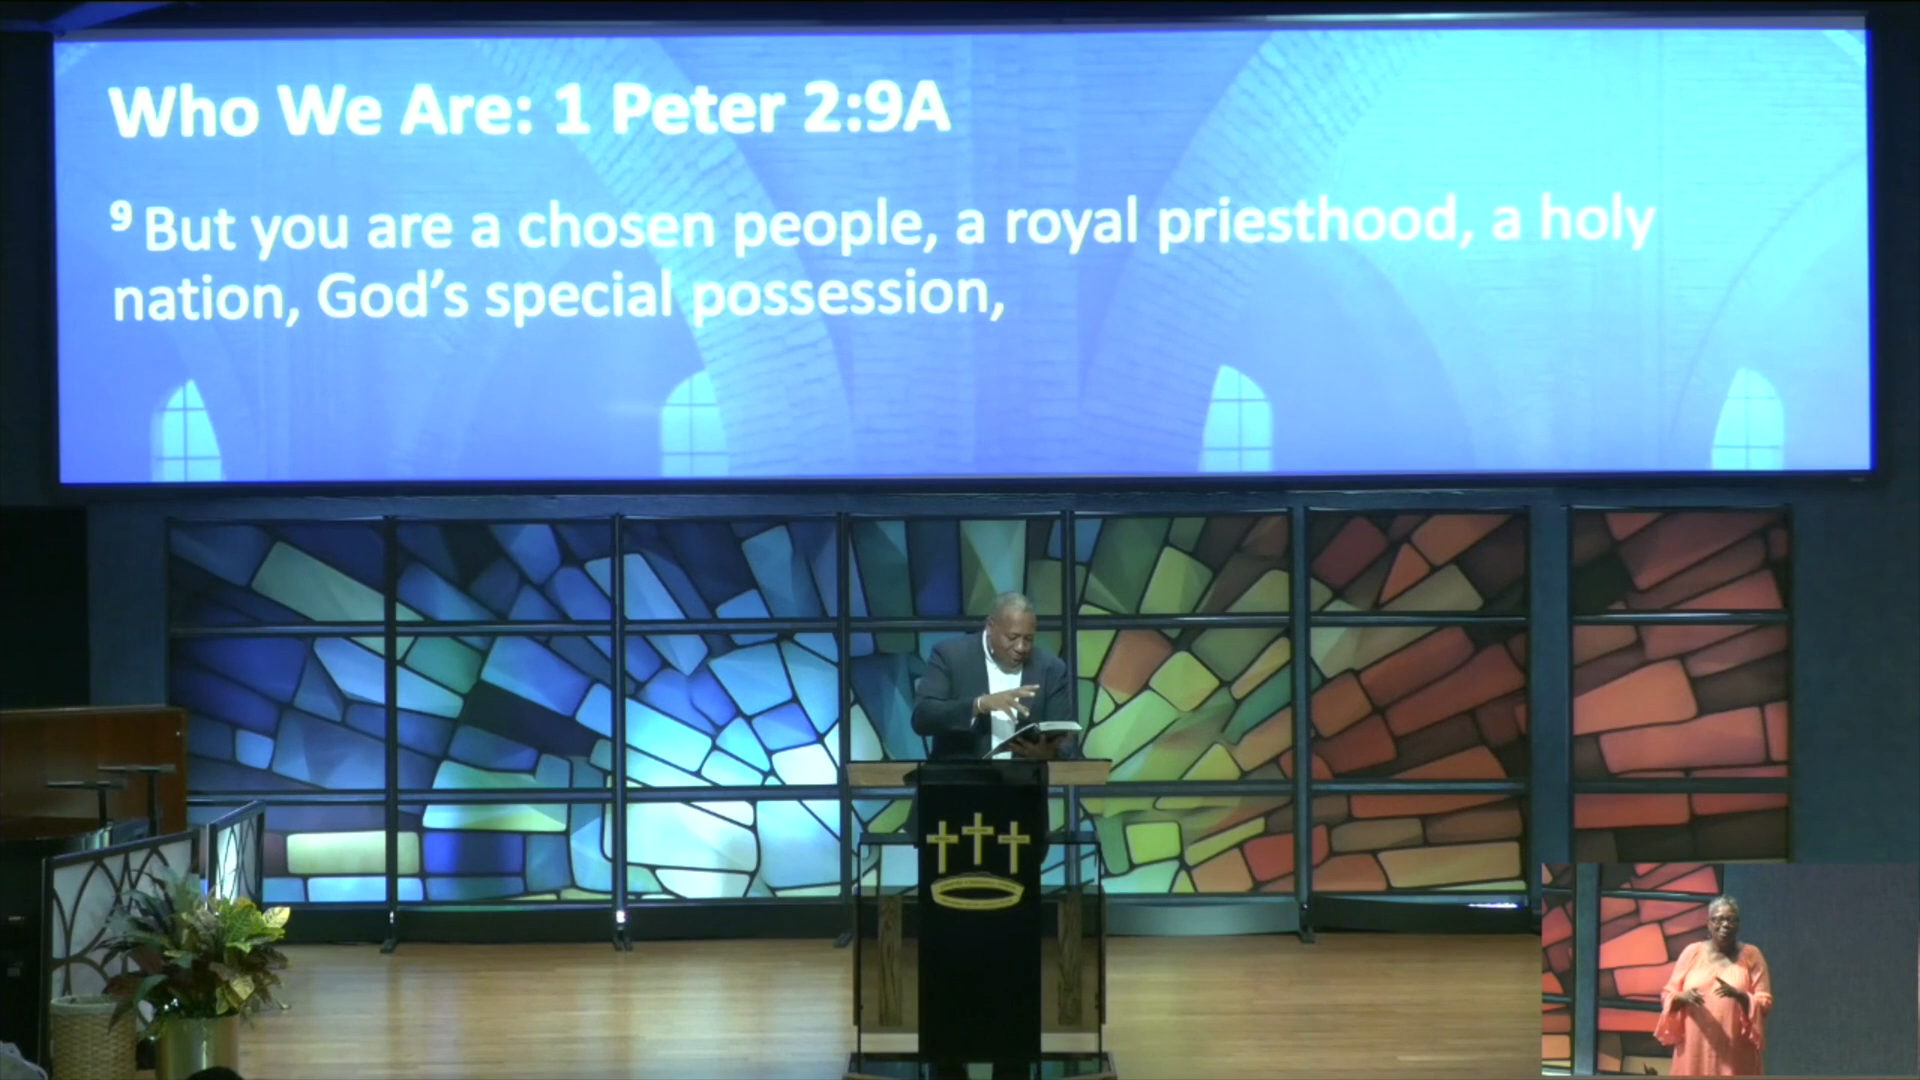 Who We Are: 1 Peter 2:9A
9 But you are a chosen people, a royal priesthood, a holy
nation, God’s special possession,